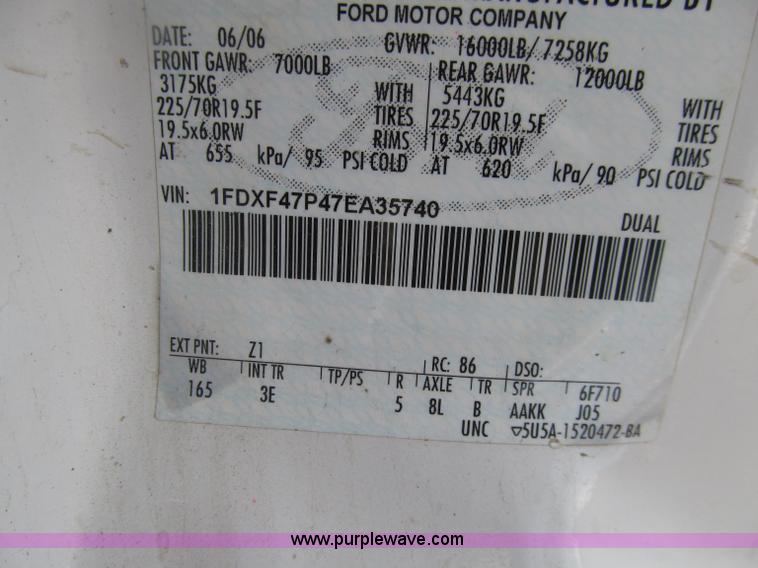 MANUFACTURED BY
FORD MOTOR COMPANY
DATE: 06/06 GVWR: 16000LB/ 7258KG
FRONT GAWR: 7000LB REAR GAWR: 12000LB
3175KG WITH 5443KG WITH
225/70R19.5F TIRES 225/70R19.5F TIRES
19.5x6.0RW RIMS 19.5x6.0RW RIMS
AT 655 kPa/ 95 PSI COLD AT 620 kPa/ 90 PSI COLD
VIN: 1FDXF47P47EA35740
DUAL
EXT PNT: Z1 RC: 86 DSO:
WB INT TR TP/PS R AXLE TR SPR 6F710
165 3E 5 8L B AAKK J05
UNC ▽5U5A-1520472-BA
www.purplewave.com